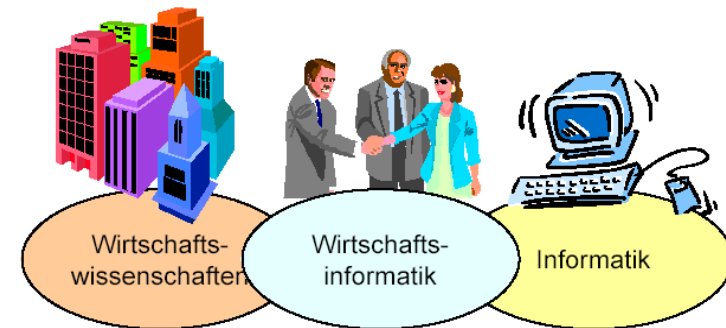 Wirtschafts-
wissenschaften
Wirtschafts-
informatik
Informatik